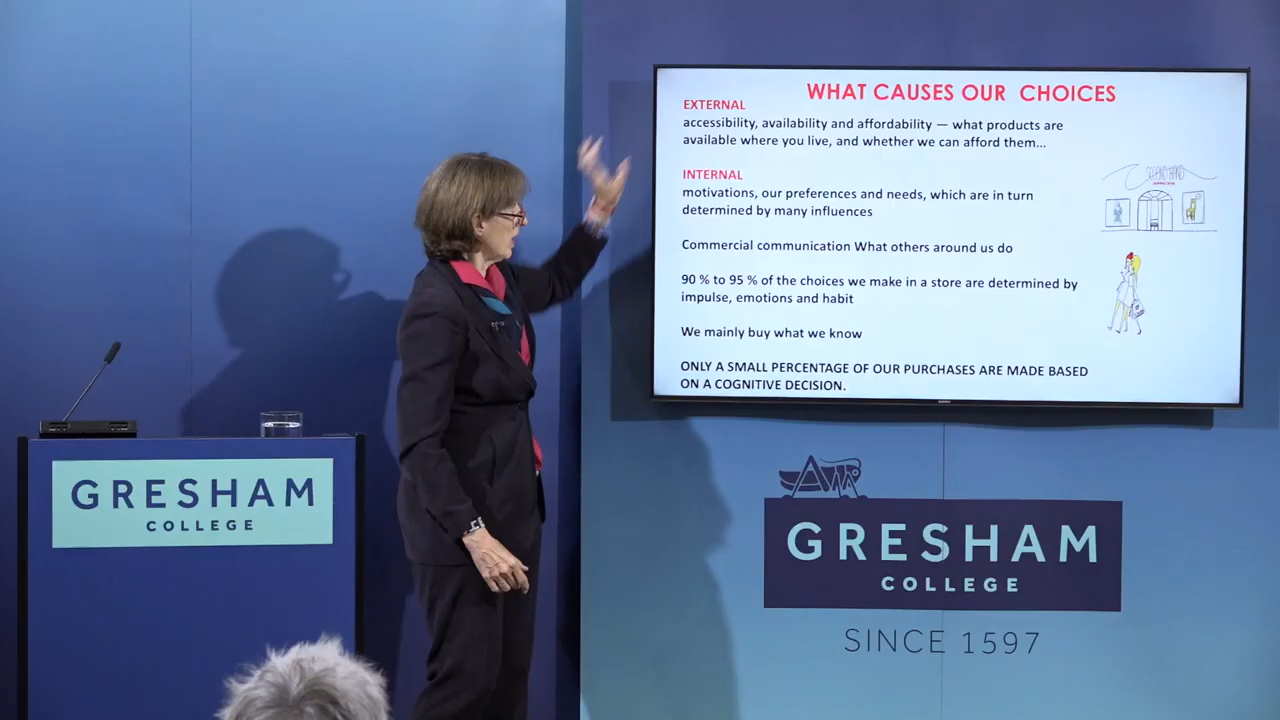 WHAT CAUSES OUR CHOICES
EXTERNAL
accessibility, availability and affordability — what products are
available where you live, and whether we can afford them...
INTERNAL
motivations, our preferences and needs, which are in turn
determined by many influences
Commercial communication What others around us do
90 % to 95 % of the choices we make in a store are determined by
impulse, emotions and habit
We mainly buy what we know
ONLY A SMALL PERCENTAGE OF OUR PURCHASES ARE MADE BASED
ON A COGNITIVE DECISION.
GRESHAM
COLLEGE
GRESHAM
COLLEGE
SINCE 1597